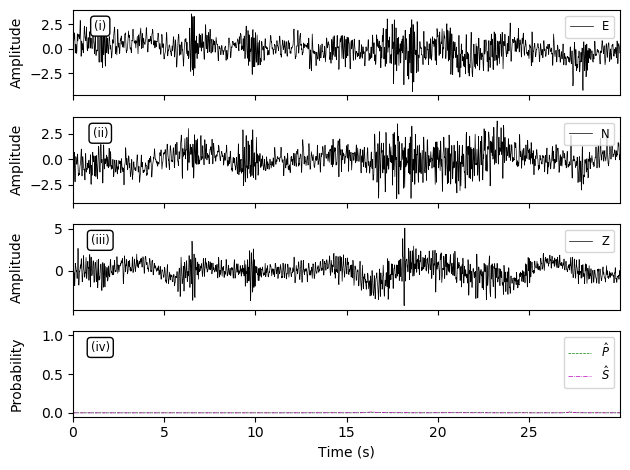 (i)
E
Amplitude
2.5
0.0
−2.5
(ii)
N
Amplitude
2.5
0.0
−2.5
(iii)
Z
Amplitude
5
0
(iv)
P̂
Ŝ
Probability
1.0
0.5
0.0
0 5 10 15 20 25
Time (s)